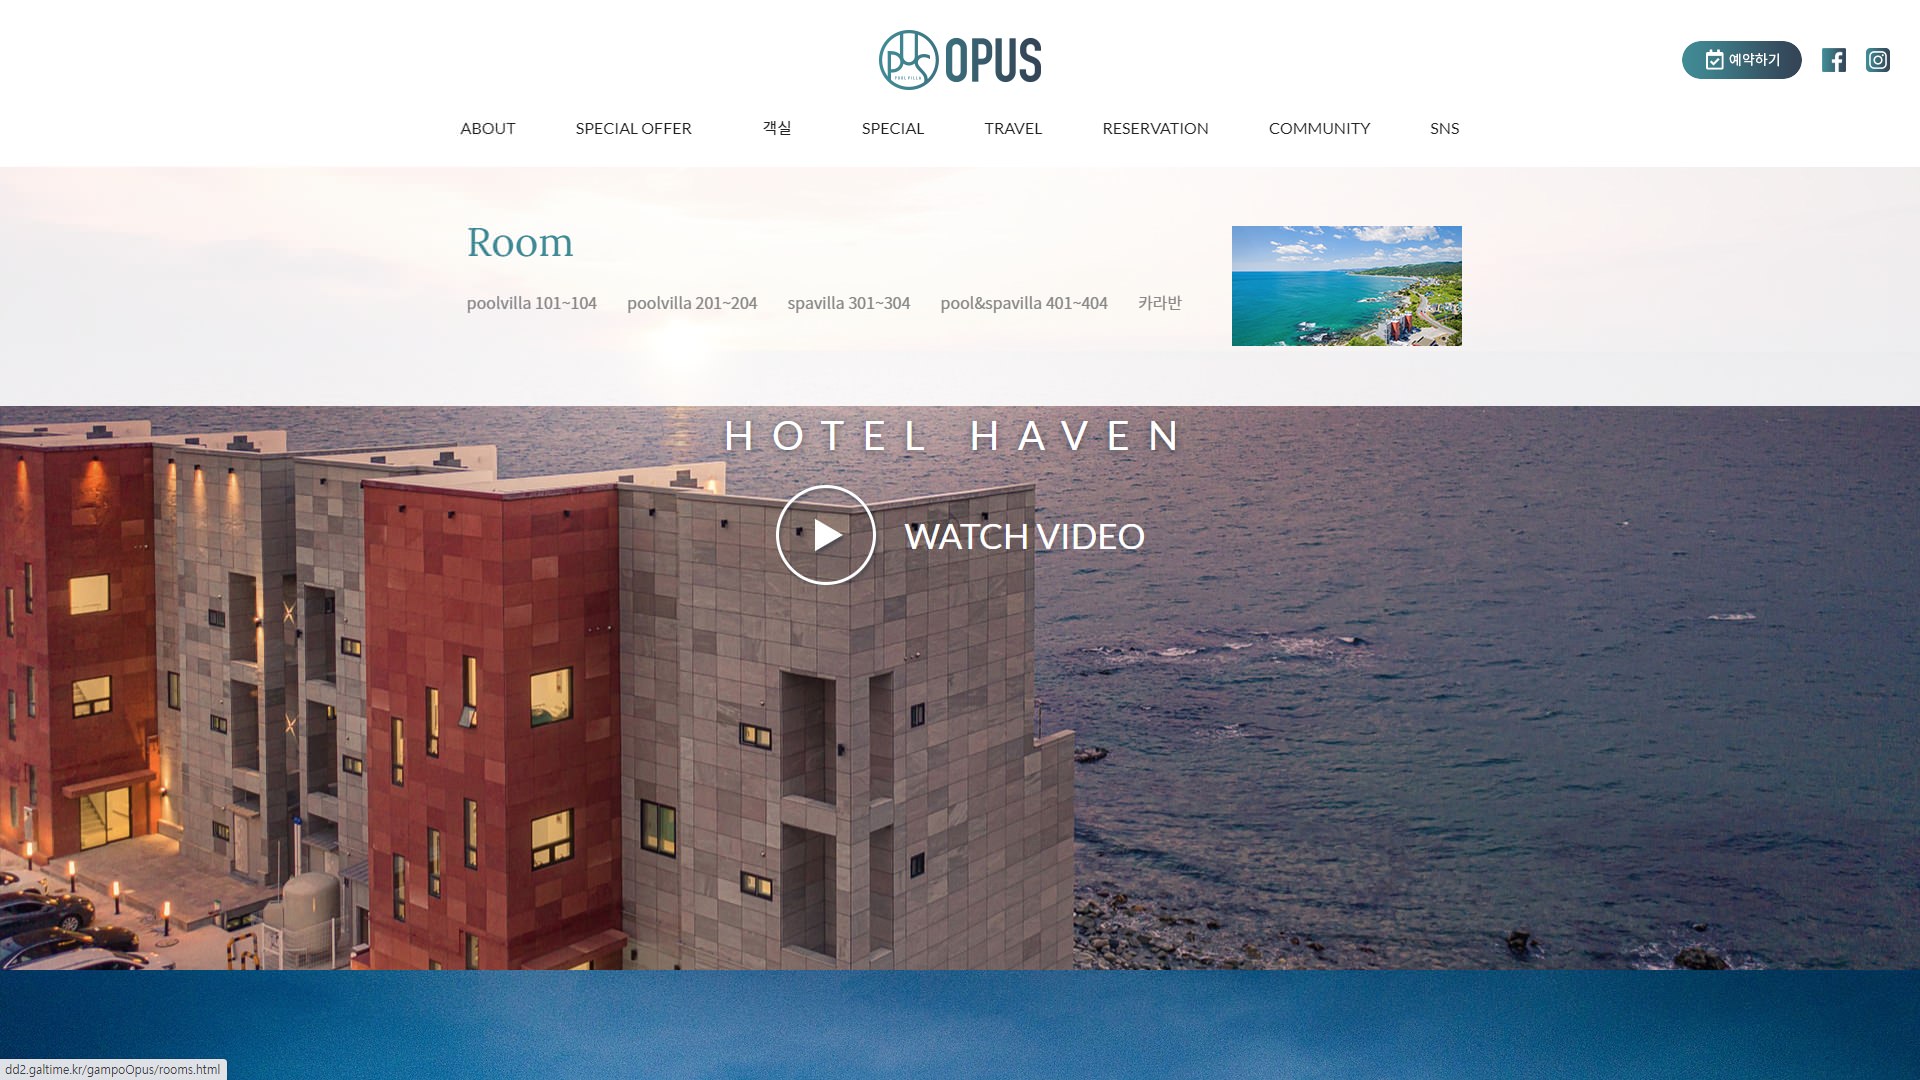 pus
POOL VILLA
OPUS
예약하기
ABOUT SPECIAL OFFER 객실 SPECIAL TRAVEL RESERVATION COMMUNITY SNS
Room
poolvilla 101~104 poolvilla 201~204 spavilla 301~304 pool&spavilla 401~404 카라반
HOTEL HAVEN
WATCH VIDEO
dd2.galtime.kr/gampoOpus/rooms.html